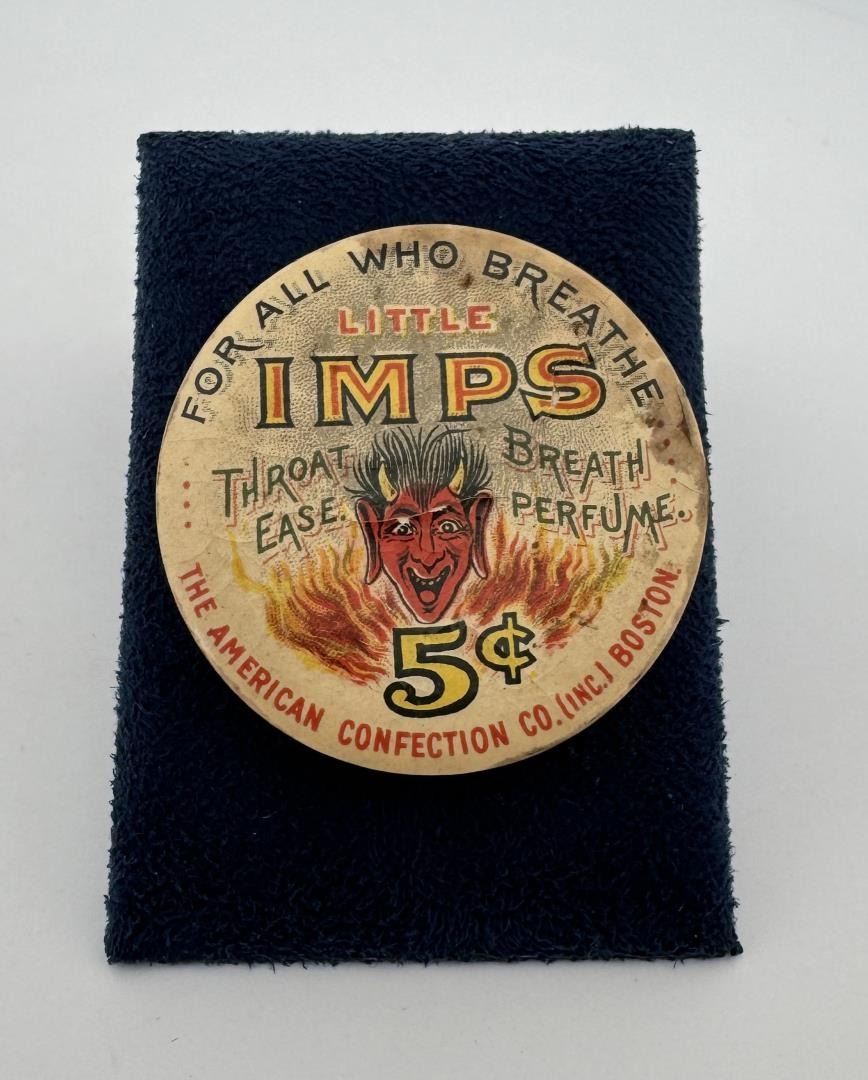 FOR ALL WHO BREATHE
LITTLE
IMPS
THROAT EASE.
BREATH PERFUME.
5¢
THE AMERICAN CONFECTION CO. (INC.) BOSTON.